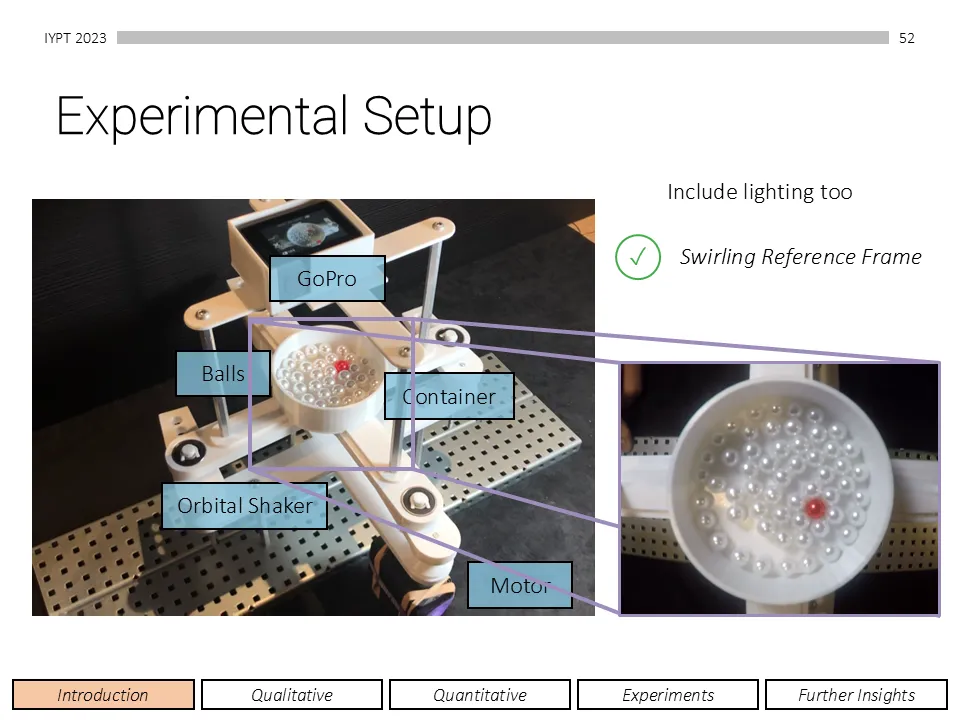 IYPT 2023
52
Experimental Setup
Include lighting too
Swirling Reference Frame
GoPro
Balls
Container
Orbital Shaker
Motor
Introduction
Qualitative
Quantitative
Experiments
Further Insights